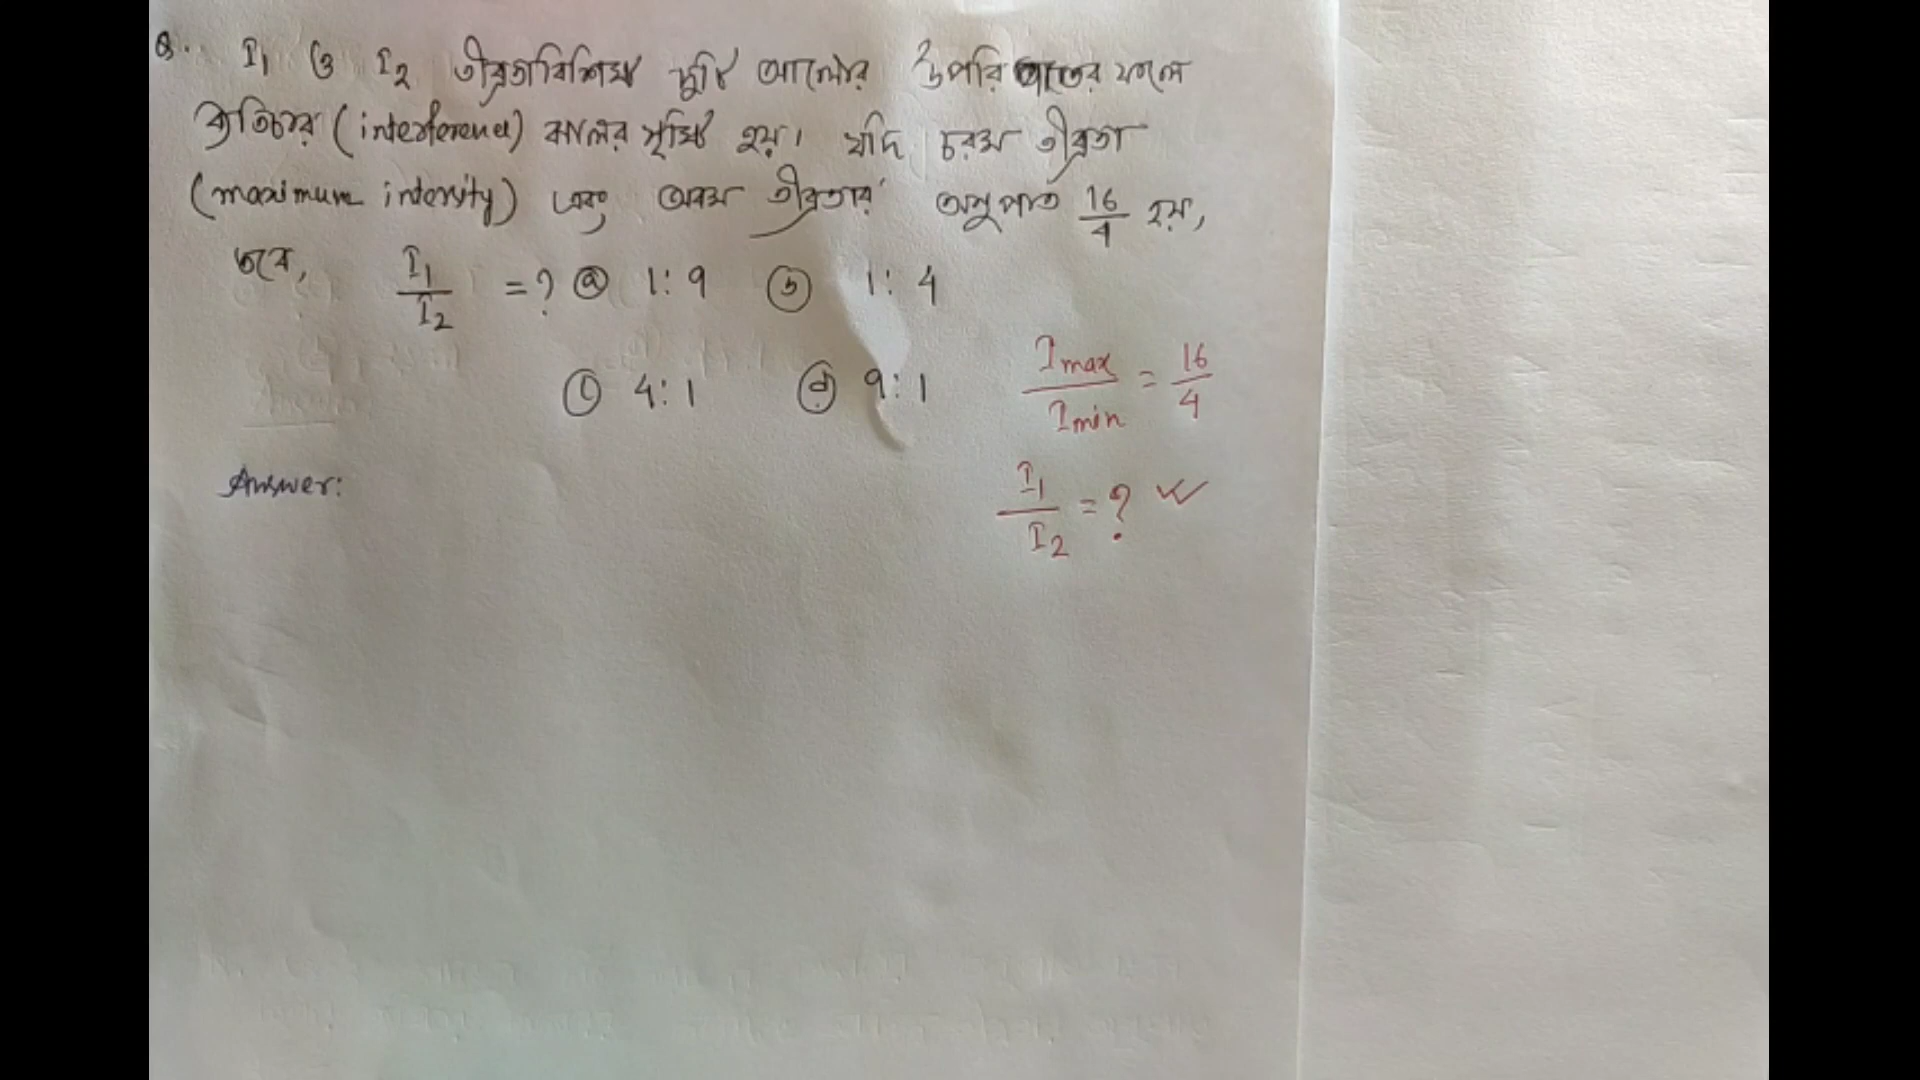 Q. I₁ ও I₂ তীব্রতাবিশিষ্ট দুটি আলোর উপরিপাতের ফলে
ব্যতিচার (interference) ঝালের সৃষ্টি হয়। যদি চরম তীব্রতা
(maximum intensity) এবং অবম তীব্রতার অনুপাত 16/4 হয়,
তবে, I₁/I₂ = ? ⓐ 1:9 ⓑ 1:4
ⓒ 4:1 ⓓ 9:1
Imax/Imin = 16/4
Answer:
I₁/I₂ = ? ✓